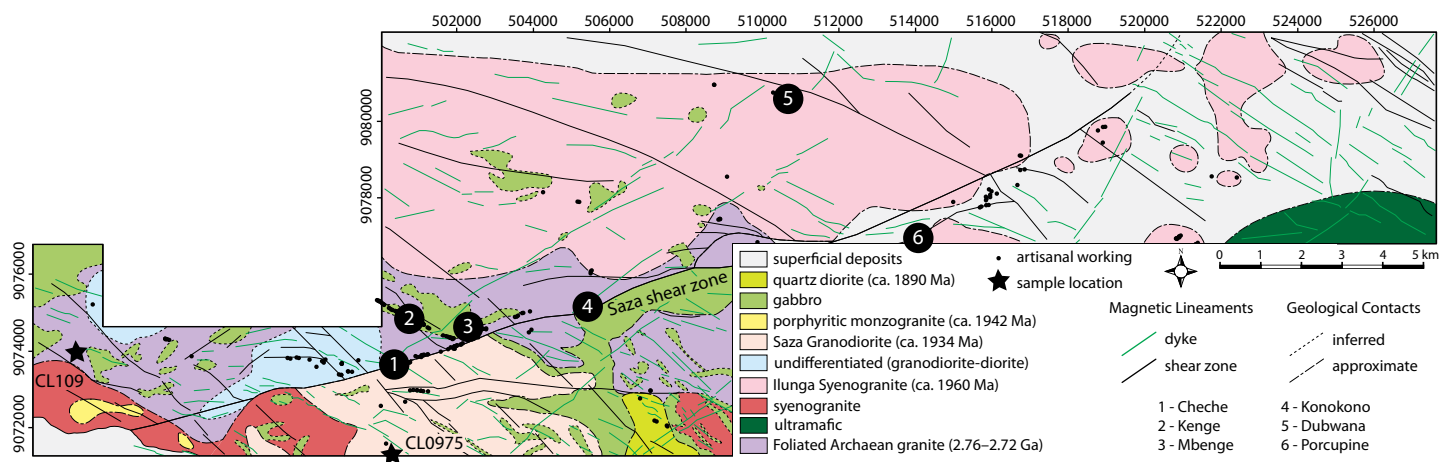 502000 504000 506000 508000 510000 512000 514000 516000 518000 520000 522000 524000 526000
9080000
9078000
9076000
9074000
9072000
5
6
4
Saza shear zone
2
3
1
CL109
CL0975
superficial deposits
quartz diorite (ca. 1890 Ma)
gabbro
porphyritic monzogranite (ca. 1942 Ma)
Saza Granodiorite (ca. 1934 Ma)
undifferentiated (granodiorite-diorite)
Ilunga Syenogranite (ca. 1960 Ma)
syenogranite
ultramafic
Foliated Archaean granite (2.76–2.72 Ga)
artisanal working
sample location
N
0 1 2 3 4 5 km
Magnetic Lineaments
dyke
shear zone
Geological Contacts
inferred
approximate
1 - Cheche
2 - Kenge
3 - Mbenge
4 - Konokono
5 - Dubwana
6 - Porcupine